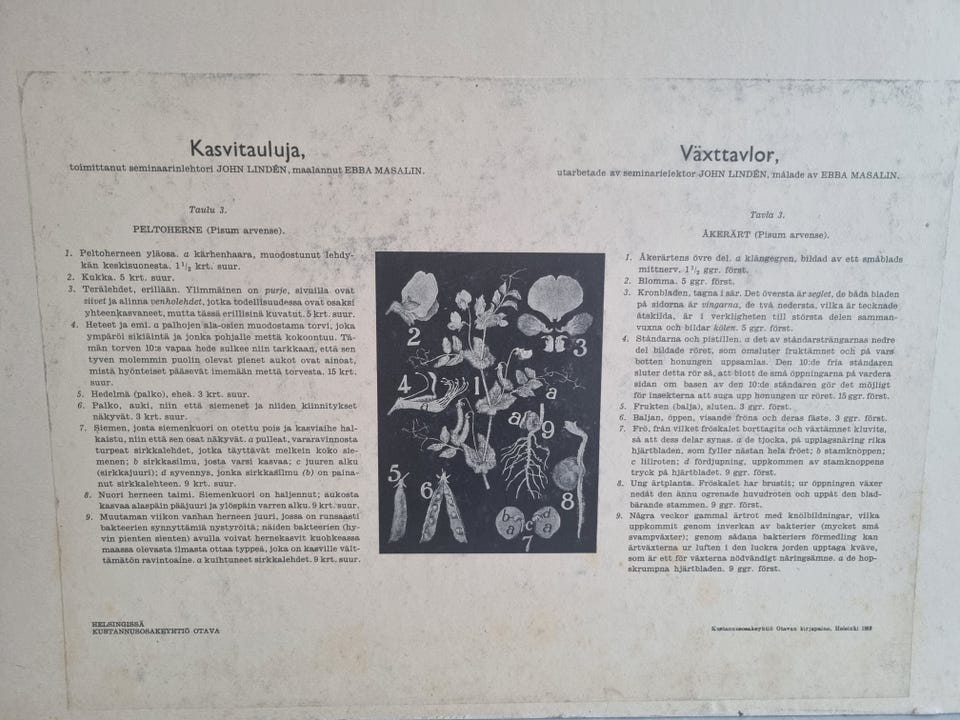 Kasvitauluja,
toimittanut seminaarinlehtori JOHN LINDÉN, maalannut EBBA MASALIN.
Taulu 3.
PELTOHERNE (Pisum arvense).
1. Peltoherneen yläosa. a kärhenhaara, muodostunut lehdy-
kän keskisuonesta. 1 1/2 krt. suur.
2. Kukka. 5 krt. suur.
3. Terälehdet, erillään. Ylimmäinen on purje, sivuilla ovat
siivet ja alinna venholehdet, jotka todellisuudessa ovat osaksi
yhteenkasvaneet, mutta tässä erillisinä kuvatut. 5 krt. suur.
4. Heteet ja emi. a palhojen ala-osien muodostama torvi, joka
ympäröi sikiäintä ja jonka pohjalle mettä kokoontuu. Tä-
män torven 10:s vapaa hede sulkee niin tarkkaan, että sen
tyven molemmin puolin olevat pienet aukot ovat ainoat,
mistä hyönteiset pääsevät imemään mettä torvesta. 15 krt.
suur.
5. Hedelmä (palko), eheä. 3 krt. suur.
6. Palko, auki, niin että siemenet ja niiden kiinnitykset
näkyvät. 3 krt. suur.
7. Siemen, josta siemenkuori on otettu pois ja kasviaihe hal-
kaistu, niin että sen osat näkyvät. a pulleat, vararavinnosta
turpeat sirkkalehdet, jotka täyttävät melkein koko sie-
menen; b sirkkasilmu, josta varsi kasvaa; c juuren alku
(sirkkajuuri); d syvennys, jonka sirkkasilmu (b) on paina-
nut sirkkalehteen. 9 krt. suur.
8. Nuori herneen taimi. Siemenkuori on haljennut; aukosta
kasvaa alaspäin pääjuuri ja ylöspäin varren alku. 9 krt. suur.
9. Muutaman viikon vanhan herneen juuri, jossa on runsaasti
bakteerien synnyttämiä nystyröitä; näiden bakteerien (hy-
vin pienten sienten) avulla voivat hernekasvit kuohkeassa
maassa olevasta ilmasta ottaa typpeä, joka on kasville vält-
tämätön ravintoaine. a kuihtuneet sirkkalehdet. 9 krt. suur.
HELSINGISSÄ
KUSTANNUSOSAKEYHTIÖ OTAVA
2
3
4
1
a
a
a
9
5
6
8
b
c
d
a
a
7
Växttavlor,
utarbetade av seminarielektor JOHN LINDÉN, målade av EBBA MASALIN.
Tavla 3.
ÅKERÄRT (Pisum arvense).
1. Åkerärtens övre del. a klängegren, bildad av ett småblads
mittnerv. 1 1/2 ggr. först.
2. Blomma. 5 ggr. först.
3. Kronbladen, tagna isär. Det översta är seglet, de båda bladen
på sidorna är vingarna, de två nedersta, vilka är tecknade
åtskilda, är i verkligheten till största delen samman-
vuxna och bildar kölen. 5 ggr. först.
4. Ståndarna och pistillen. a det av ståndarsträngarnas nedre
del bildade röret, som omsluter fruktämnet och på vars
botten honungen uppsamlas. Den 10:de fria ståndaren
sluter detta rör så, att blott de små öppningarna på vardera
sidan om basen av den 10:de ståndaren gör det möjligt
för insekterna att suga upp honungen ur röret. 15 ggr. först.
5. Frukten (balja), sluten. 3 ggr. först.
6. Baljan, öppen, visande fröna och deras fäste. 3 ggr. först.
7. Frö, från vilket fröskalet borttagits och växtämnet kluvits,
så att dess delar synas. a de tjocka, på upplagsnäring rika
hjärtbladen, som fyller nästan hela fröet; b stamknoppen;
c lillroten; d fördjupning, uppkommen av stamknoppens
tryck på hjärtbladet. 9 ggr. först.
8. Ung ärtplanta. Fröskalet har brustit; ur öppningen växer
nedåt den ännu ogrenade huvudroten och uppåt den blad-
bärande stammen. 9 ggr. först.
9. Några veckor gammal ärtrot med knölbildningar, vilka
uppkommit genom inverkan av bakterier (mycket små
svampväxter); genom sådana bakteriers förmedling kan
ärtväxterna ur luften i den luckra jorden upptaga kväve,
som är ett för växterna nödvändigt näringsämne. a de hop-
skrumpna hjärtbladen. 9 ggr. först.
Kustannusosakeyhtiö Otavan kirjapaino, Helsinki